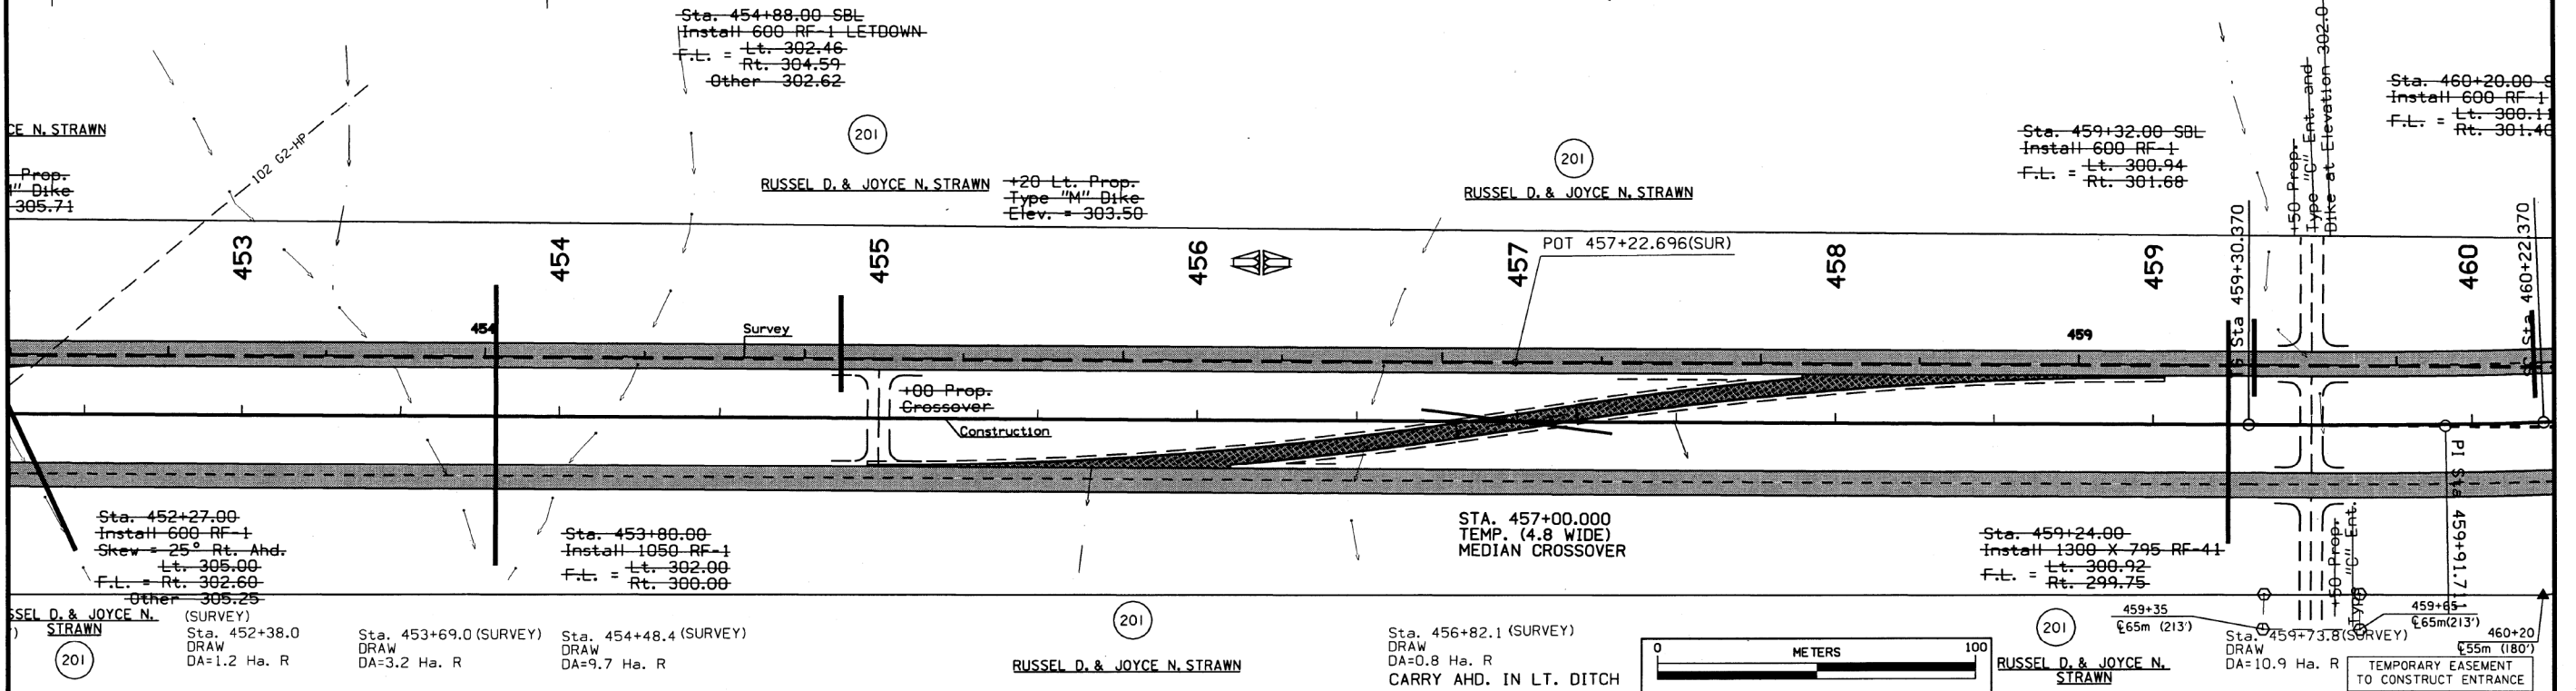 Sta. 454+88.00 SBL
Install 600 RF-1 LETDOWN
F.L. = Lt. 302.46
Rt. 304.59
Other 302.62
CE N. STRAWN
Prop.
" Dike
305.71
102 G2-HP
201
RUSSEL D. & JOYCE N. STRAWN
+20 Lt. Prop.
Type "M" Dike
Elev. = 303.50
201
RUSSEL D. & JOYCE N. STRAWN
Sta. 459+32.00 SBL
Install 600 RF-1
F.L. = Lt. 300.94
Rt. 301.68
+50 Prop.
Type "C" Ent. and
Dike at Elevation 302.0
Sta. 460+20.00 S
Install 600 RF-1
F.L. = Lt. 300.11
Rt. 301.40
453
454
455
456
457
458
459
460
POT 457+22.696(SUR)
TS Sta 459+30.370
Sta 460+22.370
454
Survey
459
+00 Prop.
Crossover
Construction
PI Sta 459+91.711
Sta. 452+27.00
Install 600 RF-1
Skew = 25° Rt. Ahd.
Lt. 305.00
F.L. = Rt. 302.60
Other 305.25
Sta. 453+80.00
Install 1050 RF-1
F.L. = Lt. 302.00
Rt. 300.00
STA. 457+00.000
TEMP. (4.8 WIDE)
MEDIAN CROSSOVER
Sta. 459+24.00
Install 1300 X 795 RF-41
F.L. = Lt. 300.92
Rt. 299.75
+50 Prop.
Type "C" Ent.
SSEL D. & JOYCE N.
STRAWN
201
(SURVEY)
Sta. 452+38.0
DRAW
DA=1.2 Ha. R
Sta. 453+69.0 (SURVEY)
DRAW
DA=3.2 Ha. R
Sta. 454+48.4 (SURVEY)
DRAW
DA=9.7 Ha. R
201
RUSSEL D. & JOYCE N. STRAWN
Sta. 456+82.1 (SURVEY)
DRAW
DA=0.8 Ha. R
CARRY AHD. IN LT. DITCH
0 METERS 100
201
RUSSEL D. & JOYCE N.
STRAWN
459+35
℄65m (213')
459+65
℄65m(213')
Sta. 459+73.8(SURVEY)
DRAW
DA=10.9 Ha. R
460+20
℄55m (180')
TEMPORARY EASEMENT
TO CONSTRUCT ENTRANCE